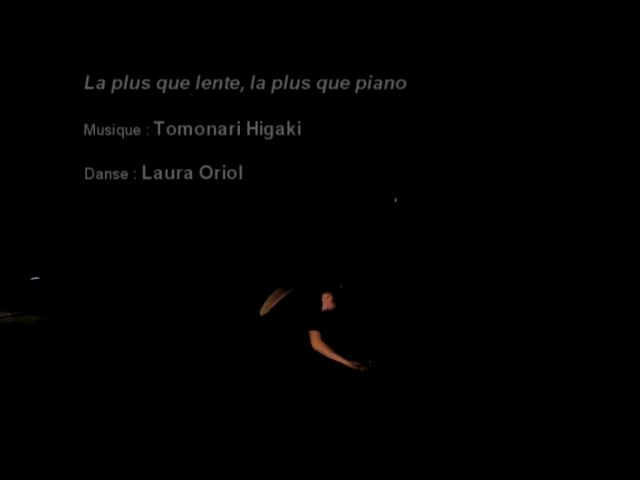 La plus que lente, la plus que piano
Musique : Tomonari Higaki
Danse : Laura Oriol